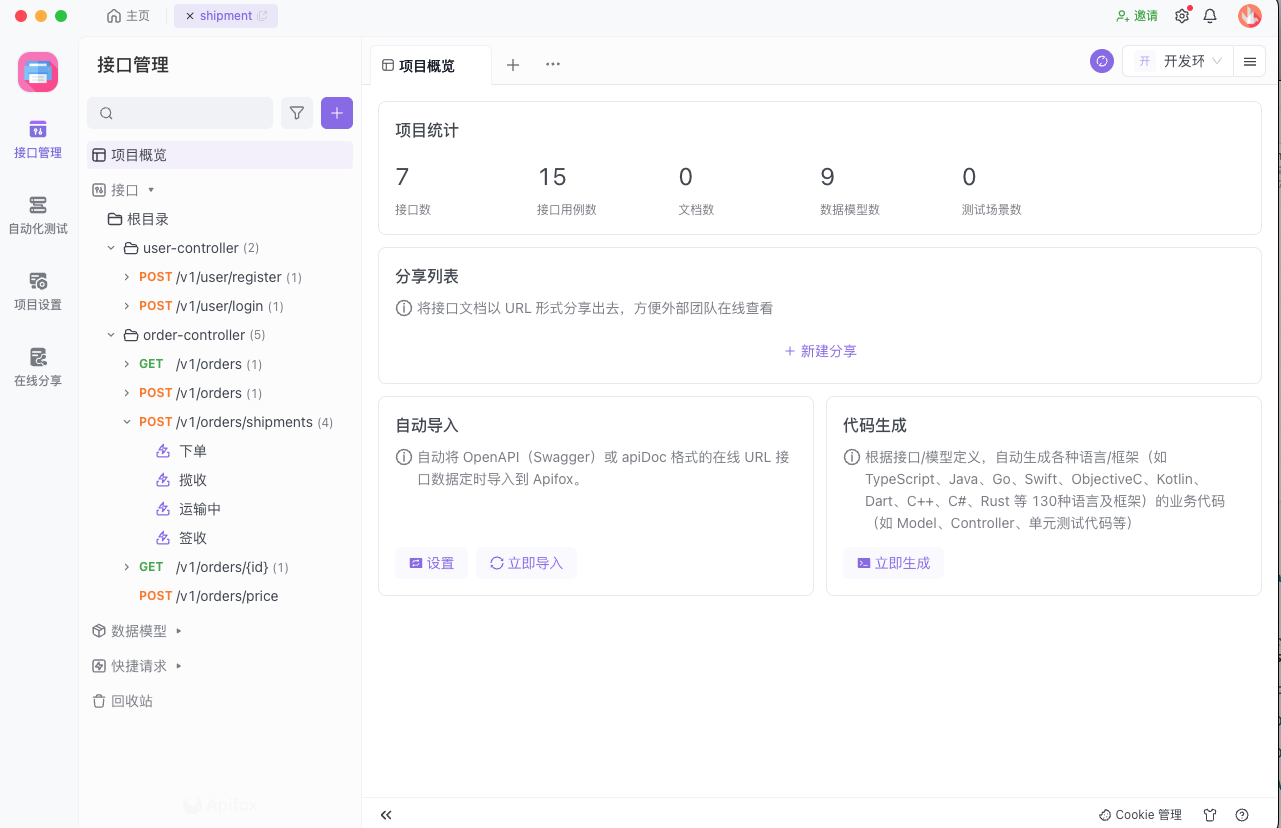 主页
shipment
邀请
接口管理
自动化测试
项目设置
在线分享
接口管理
项目概览
接口
根目录
user-controller (2)
POST /v1/user/register (1)
POST /v1/user/login (1)
order-controller (5)
GET /v1/orders (1)
POST /v1/orders (1)
POST /v1/orders/shipments (4)
下单
揽收
运输中
签收
GET /v1/orders/{id} (1)
POST /v1/orders/price
数据模型
快捷请求
回收站
Apifox
项目概览
开 开发环
项目统计
7 15 0 9 0
接口数 接口用例数 文档数 数据模型数 测试场景数
分享列表
将接口文档以 URL 形式分享出去，方便外部团队在线查看
+ 新建分享
自动导入
自动将 OpenAPI（Swagger）或 apiDoc 格式的在线 URL 接
口数据定时导入到 Apifox。
设置 立即导入
代码生成
根据接口/模型定义，自动生成各种语言/框架（如
TypeScript、Java、Go、Swift、ObjectiveC、Kotlin、
Dart、C++、C#、Rust 等 130种语言及框架）的业务代码
（如 Model、Controller、单元测试代码等）
立即生成
Cookie 管理